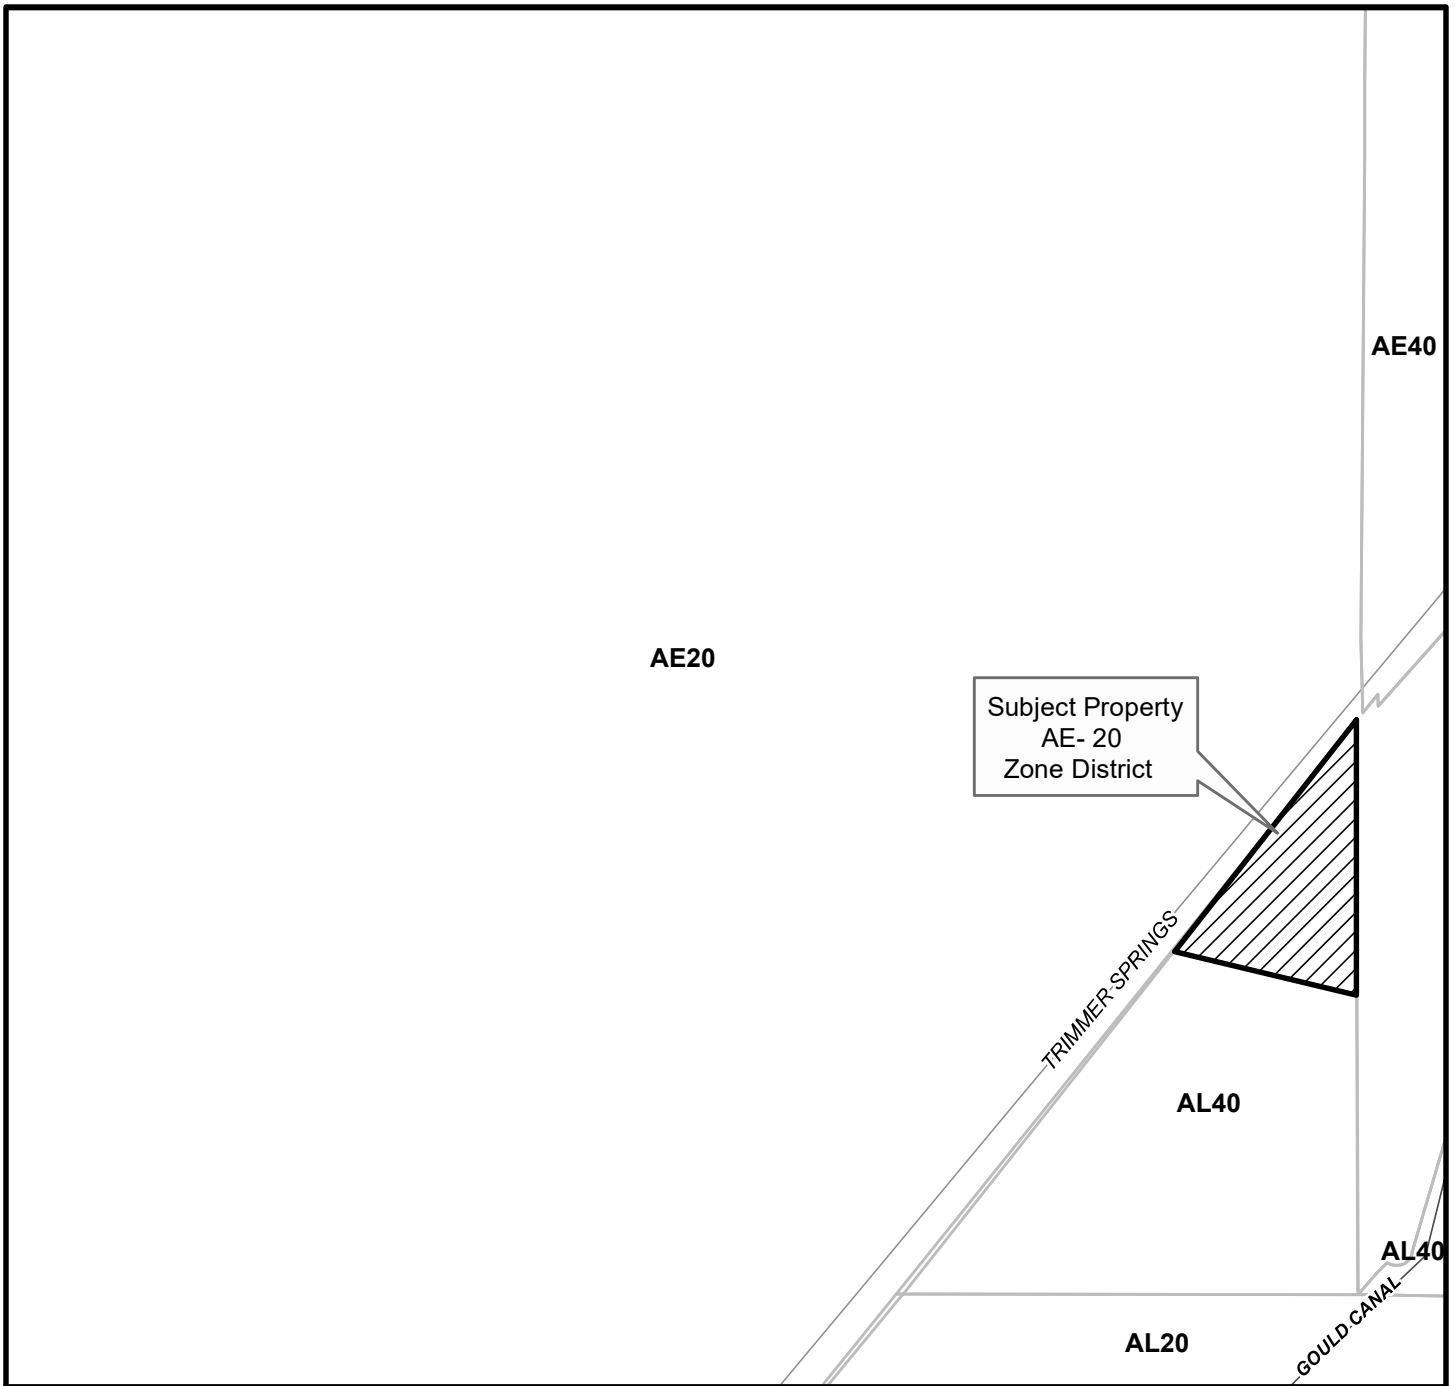 AE40
AE20
Subject Property
AE- 20
Zone District
TRIMMER SPRINGS
AL40
AL40
GOULD CANAL
AL20